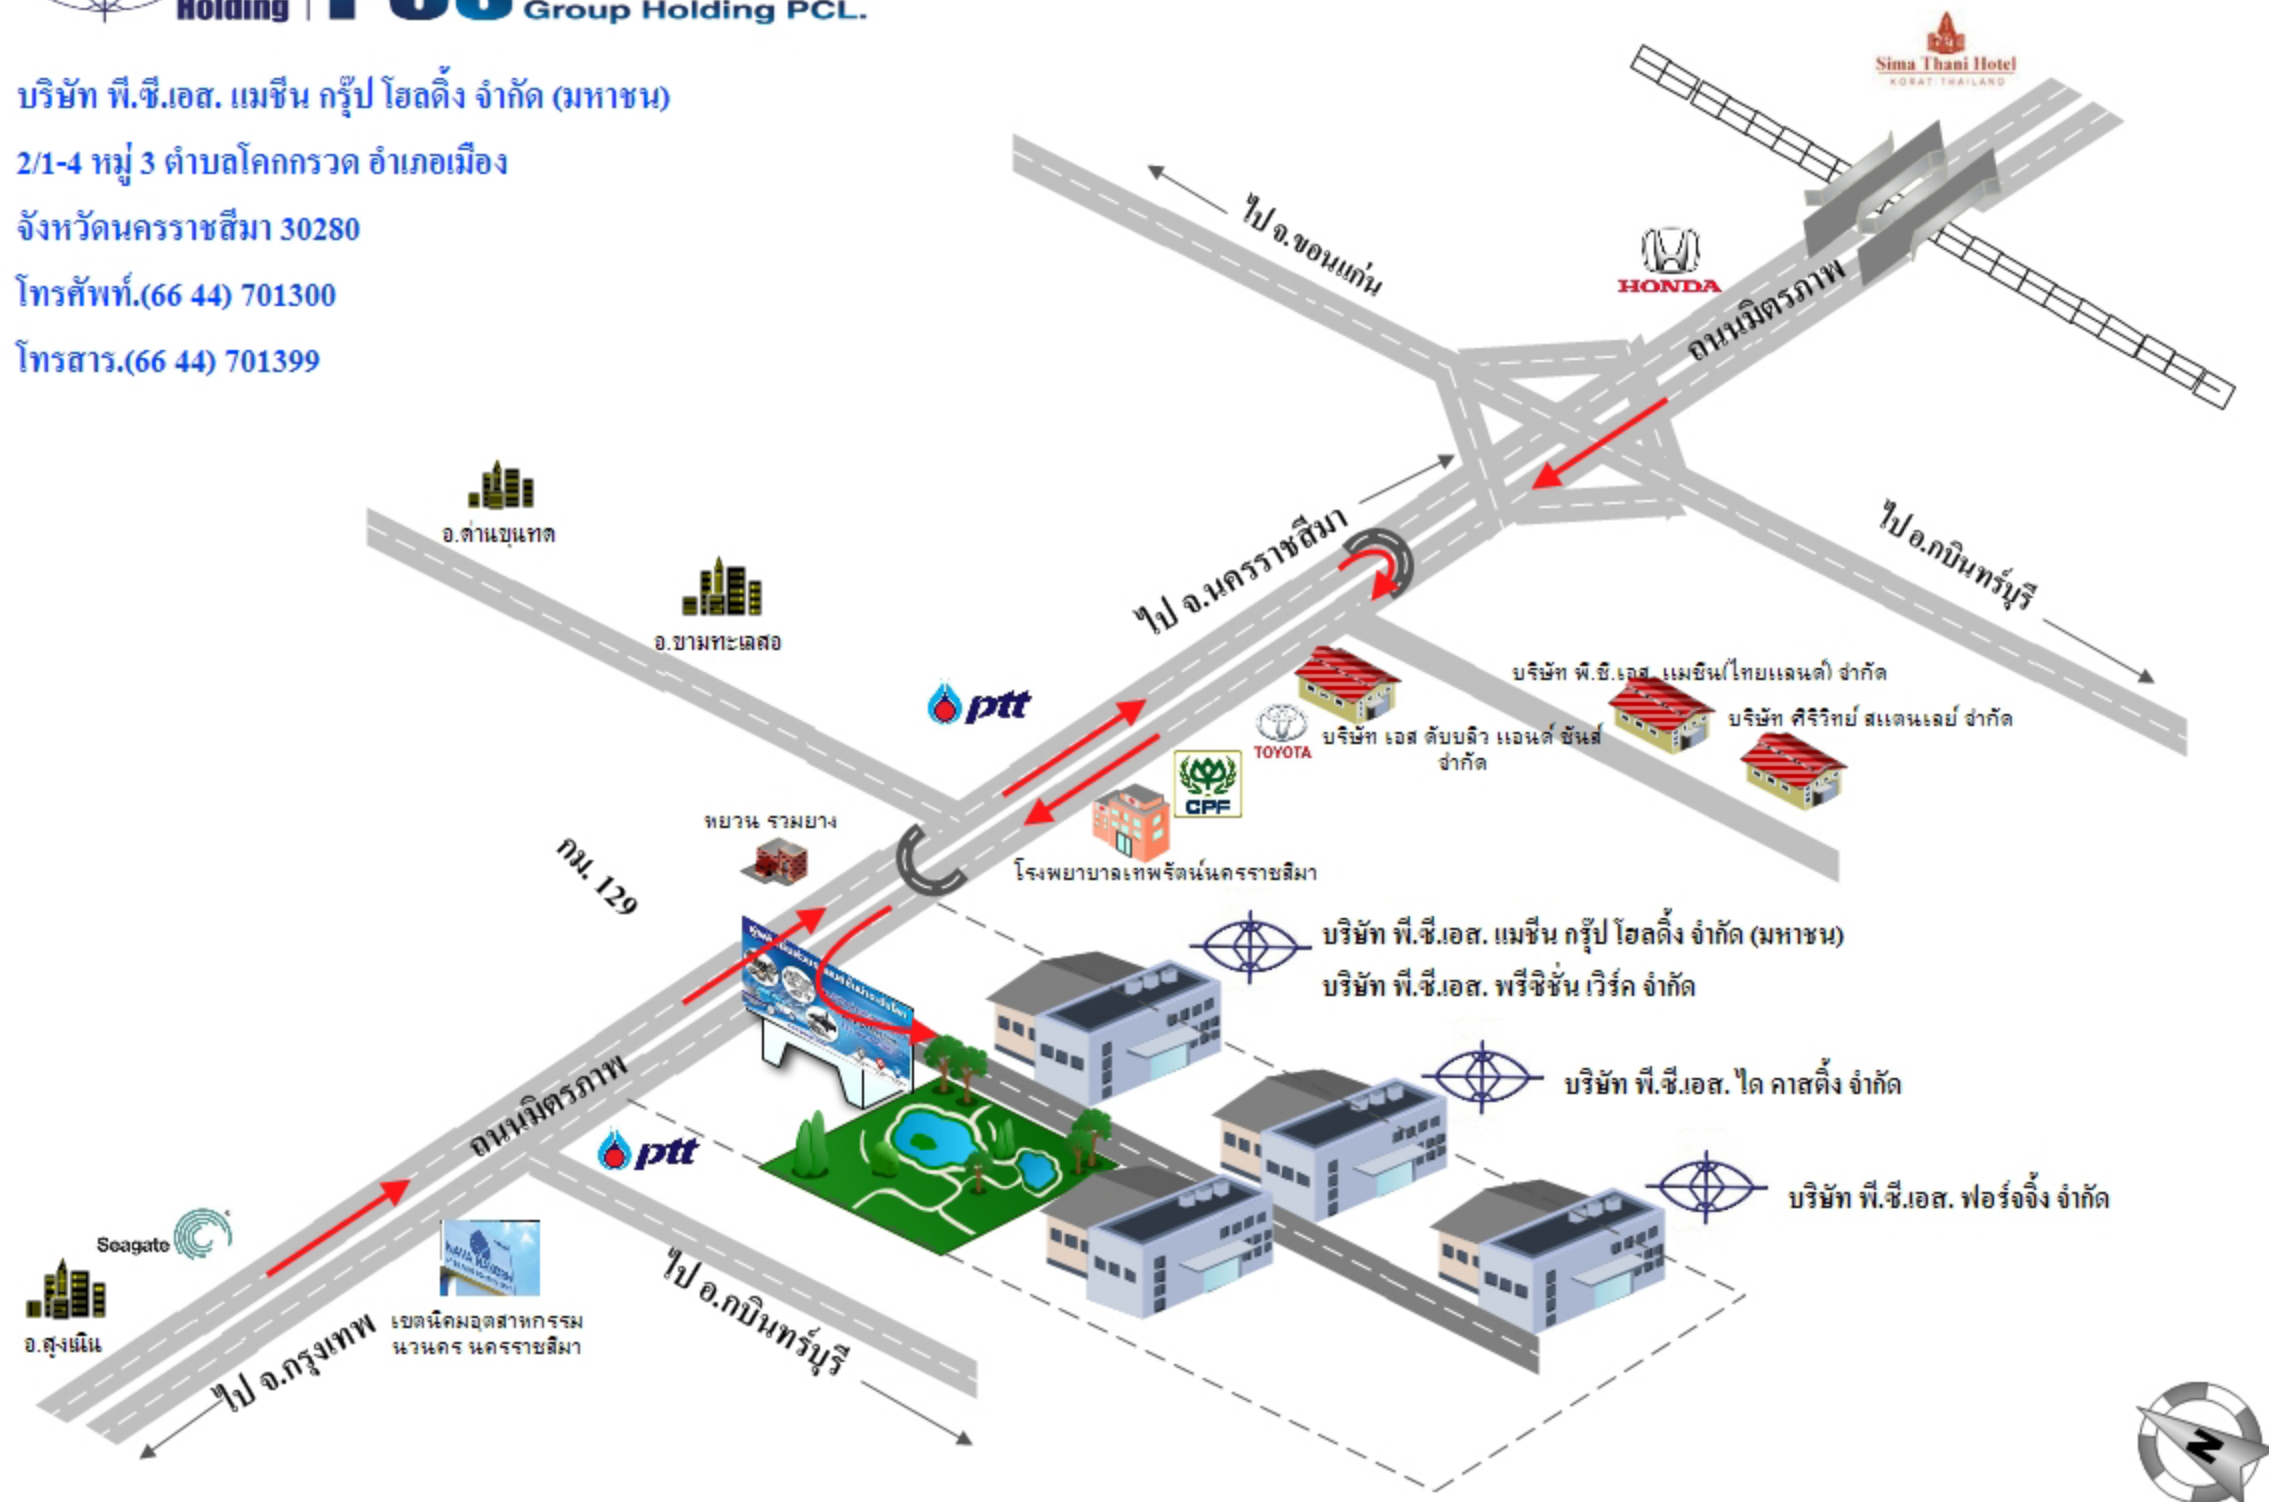 Holding
PCS
Group Holding PCL.
บริษัท พี.ซี.เอส. แมชีน กรุ๊ป โฮลดิ้ง จำกัด (มหาชน)
2/1-4 หมู่ 3 ตำบลโคกกรวด อำเภอเมือง
จังหวัดนครราชสีมา 30280
โทรศัพท์.(66 44) 701300
โทรสาร.(66 44) 701399
Sima Thani Hotel
KORAT:THAILAND
ไป จ.ขอนแก่น
HONDA
ถนนมิตรภาพ
อ.ด่านขุนทด
ไป จ.นครราชสีมา
ไป อ.กบินทร์บุรี
อ.ขามทะเลสอ
ptt
บริษัท พี.ซี.เอส. แมชีน(ไทยแลนด์) จำกัด
บริษัท ศิริวิทย์ สแตนเลย์ จำกัด
TOYOTA
บริษัท เอส ดับบลิว แอนด์ ซันส์
จำกัด
CPF
หยวน รวมยาง
กม. 129
โรงพยาบาลเทพรัตน์นครราชสีมา
บริษัท พี.ซี.เอส. แมชีน กรุ๊ป โฮลดิ้ง จำกัด (มหาชน)
บริษัท พี.ซี.เอส. พรีซิชั่น เวิร์ค จำกัด
บริษัท พี.ซี.เอส. ได คาสติ้ง จำกัด
ถนนมิตรภาพ
ptt
บริษัท พี.ซี.เอส. ฟอร์จจิ้ง จำกัด
Seagate
อ.สูงเนิน
ไป จ.กรุงเทพ
เขตนิคมอุตสาหกรรม
นวนคร นครราชสีมา
ไป อ.กบินทร์บุรี
N